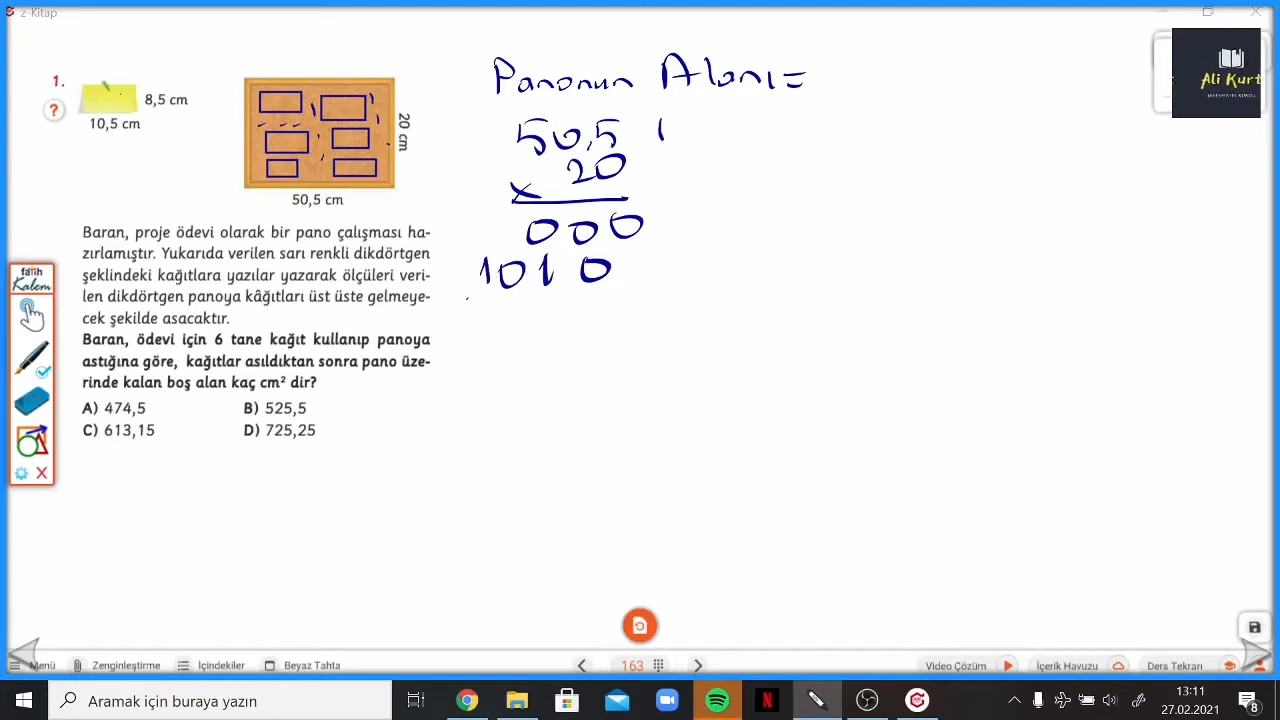 z-Kitap
1.
?
8,5 cm
10,5 cm
20 cm
50,5 cm
Baran, proje ödevi olarak bir pano çalışması ha-
zırlamıştır. Yukarıda verilen sarı renkli dikdörtgen
şeklindeki kağıtlara yazılar yazarak ölçüleri veri-
len dikdörtgen panoya kâğıtları üst üste gelmeye-
cek şekilde asacaktır.
Baran, ödevi için 6 tane kağıt kullanıp panoya
astığına göre, kağıtlar asıldıktan sonra pano üze-
rinde kalan boş alan kaç cm² dir?
A) 474,5
B) 525,5
C) 613,15
D) 725,25
Panonun Alanı=
50,5
x 20
000
1010
Ali Kurt
fatih
Kalem
Menü
Zenginleştirme
İçindekiler
Beyaz Tahta
163
Video Çözüm
İçerik Havuzu
Ders Tekrarı
Aramak için buraya yazın
13:11
27.02.2021
8